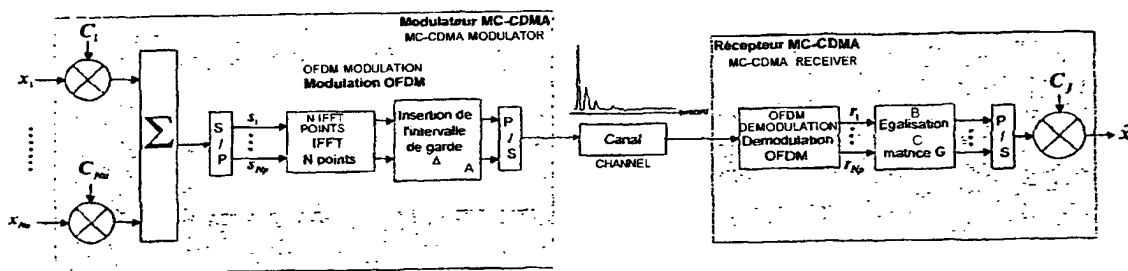 Modulateur MC-CDMA
MC-CDMA MODULATOR
C1
x1
OFDM MODULATION
Modulation OFDM
Σ
S
/
P
s1
sNp
N IFFT
POINTS
IFFT
N points
Insertion de
l'intervalle
de garde
Δ
A
P
/
S
CNu
xNu
Canal
CHANNEL
Récepteur MC-CDMA
MC-CDMA RECEIVER
OFDM
DEMODULATION
Demodulation
OFDM
r1
rNp
B
Egalisation
C
matrice G
P
/
S
Cj